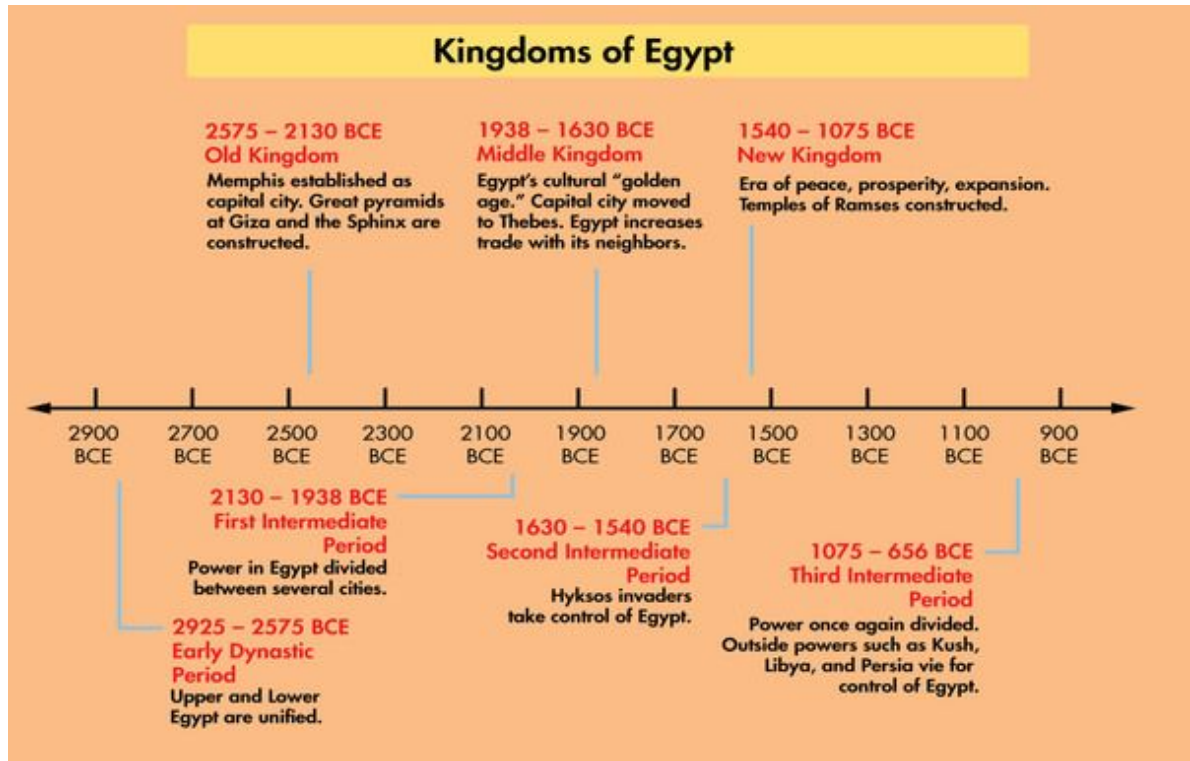 Kingdoms of Egypt
2575 – 2130 BCE
Old Kingdom
Memphis established as
capital city. Great pyramids
at Giza and the Sphinx are
constructed.
1938 – 1630 BCE
Middle Kingdom
Egypt's cultural “golden
age.” Capital city moved
to Thebes. Egypt increases
trade with its neighbors.
1540 – 1075 BCE
New Kingdom
Era of peace, prosperity, expansion.
Temples of Ramses constructed.
2900 2700 2500 2300 2100 1900 1700 1500 1300 1100 900
BCE BCE BCE BCE BCE BCE BCE BCE BCE BCE BCE
2130 – 1938 BCE
First Intermediate
Period
Power in Egypt divided
between several cities.
2925 – 2575 BCE
Early Dynastic
Period
Upper and Lower
Egypt are unified.
1630 – 1540 BCE
Second Intermediate
Period
Hyksos invaders
take control of Egypt.
1075 – 656 BCE
Third Intermediate
Period
Power once again divided.
Outside powers such as Kush,
Libya, and Persia vie for
control of Egypt.